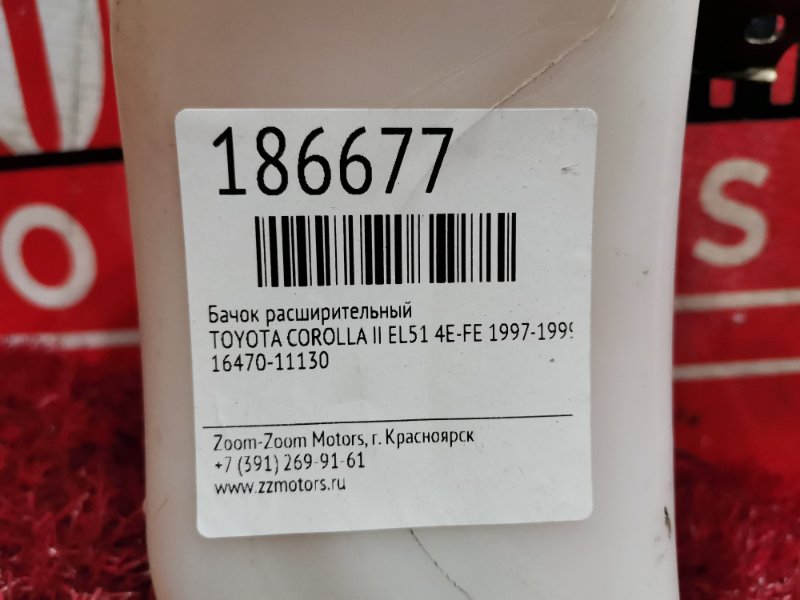 186677
Бачок расширительный
TOYOTA COROLLA II EL51 4E-FE 1997-1999
16470-11130
Zoom-Zoom Motors, г. Красноярск
+7 (391) 269-91-61
www.zzmotors.ru
O
S